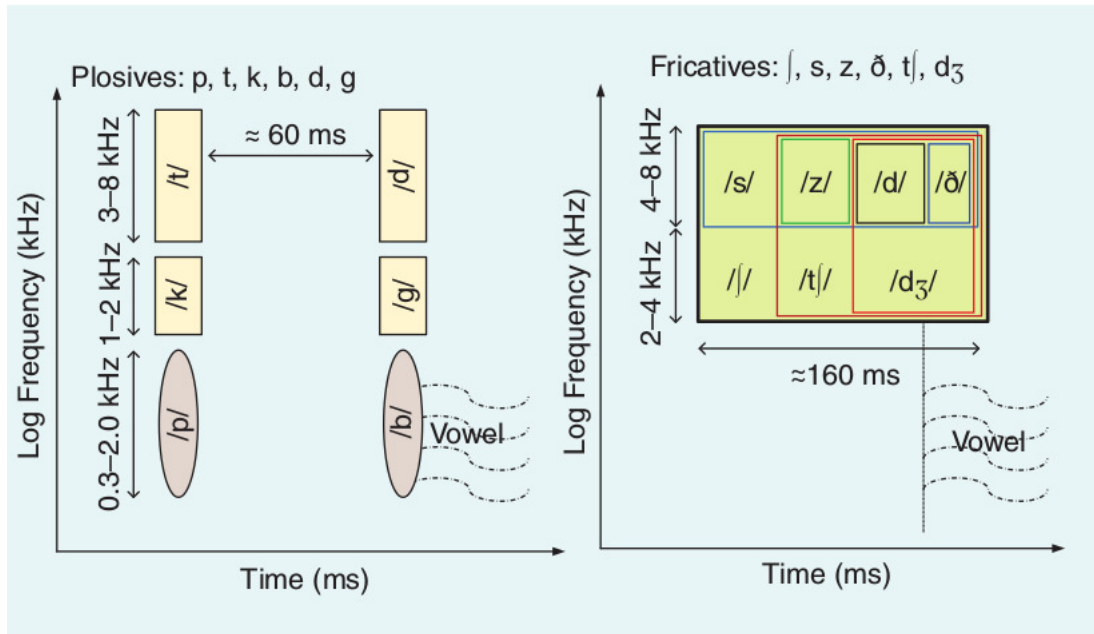 Plosives: p, t, k, b, d, g
Log Frequency (kHz)
3–8 kHz
1–2 kHz
0.3–2.0 kHz
/t/
≈ 60 ms
/d/
/k/
/g/
/p/
/b/
Vowel
Time (ms)
Fricatives: ʃ, s, z, ð, tʃ, dʒ
Log Frequency (kHz)
4–8 kHz
2–4 kHz
/s/ /z/ /d/ /ð/
/ʃ/ /tʃ/ /dʒ/
≈160 ms
Vowel
Time (ms)